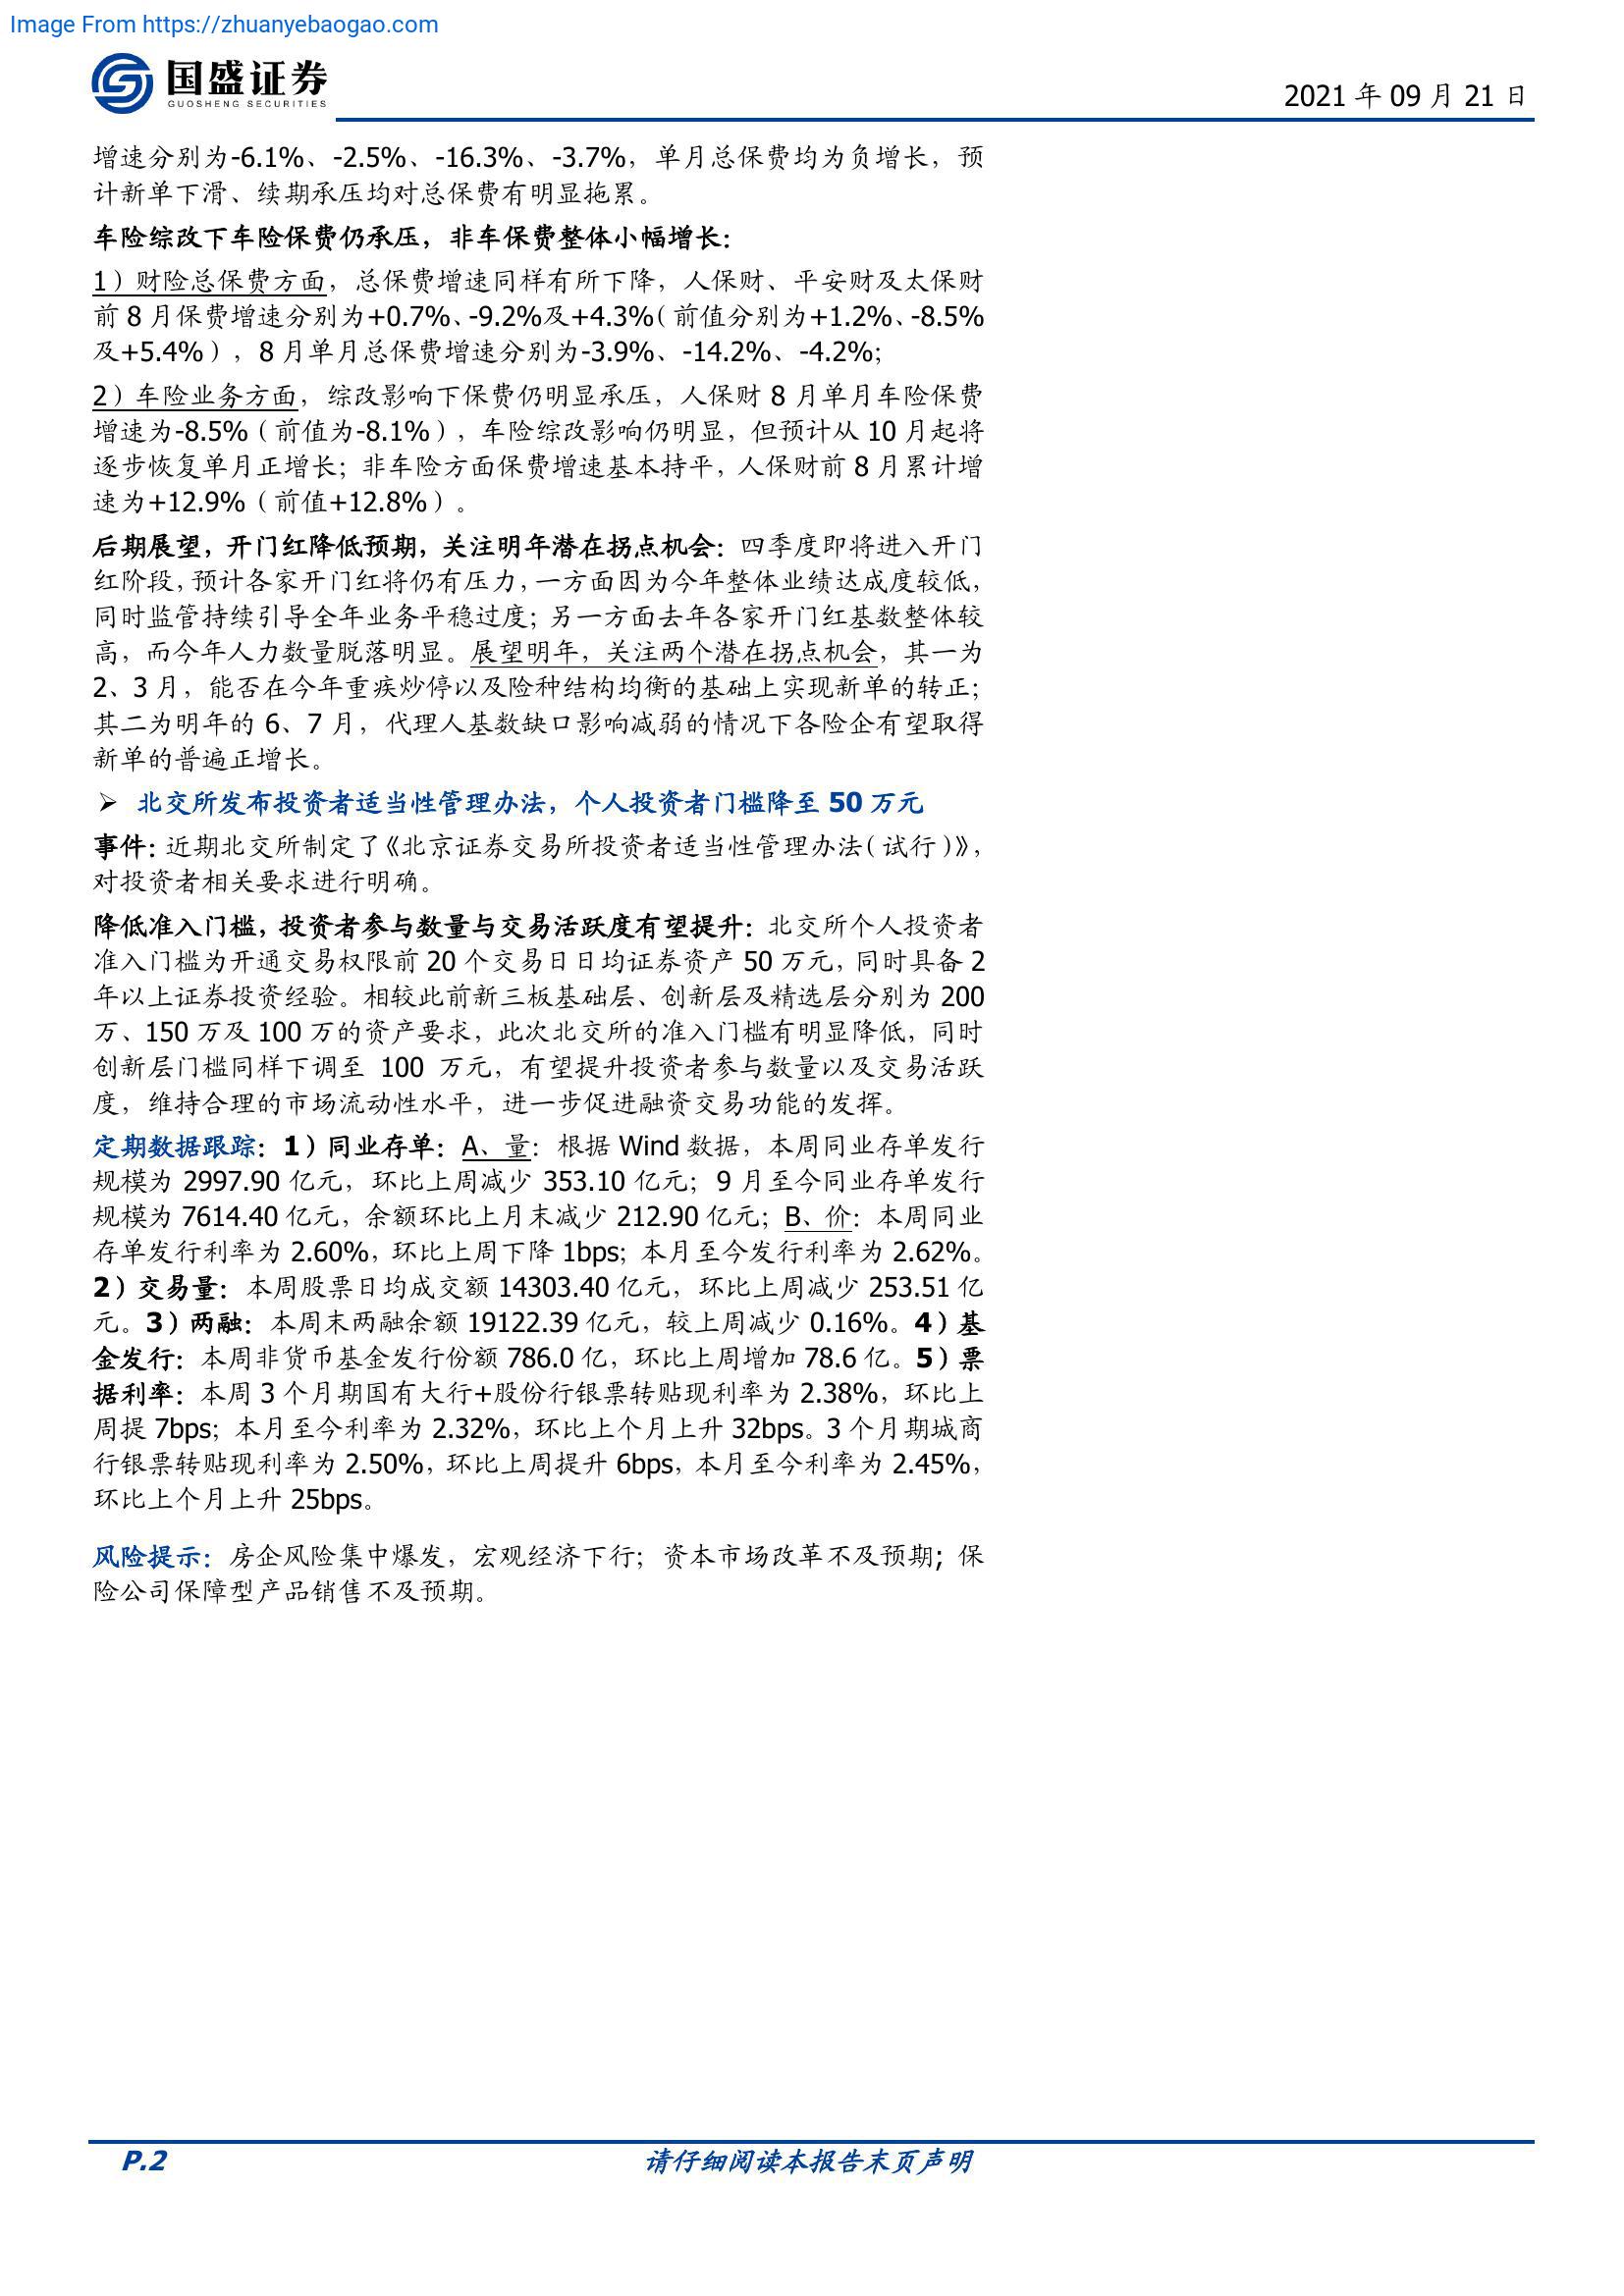 Image From https://zhuanyebaogao.com
国盛证券
GUOSHENG SECURITIES
2021 年 09 月 21 日
增速分别为-6.1%、-2.5%、-16.3%、-3.7%，单月总保费均为负增长，预
计新单下滑、续期承压均对总保费有明显拖累。
车险综改下车险保费仍承压，非车保费整体小幅增长：
1）财险总保费方面，总保费增速同样有所下降，人保财、平安财及太保财
前 8 月保费增速分别为+0.7%、-9.2%及+4.3%（前值分别为+1.2%、-8.5%
及+5.4%），8 月单月总保费增速分别为-3.9%、-14.2%、-4.2%；
2）车险业务方面，综改影响下保费仍明显承压，人保财 8 月单月车险保费
增速为-8.5%（前值为-8.1%），车险综改影响仍明显，但预计从 10 月起将
逐步恢复单月正增长；非车险方面保费增速基本持平，人保财前 8 月累计增
速为+12.9%（前值+12.8%）。
后期展望，开门红降低预期，关注明年潜在拐点机会：四季度即将进入开门
红阶段，预计各家开门红将仍有压力，一方面因为今年整体业绩达成度较低，
同时监管持续引导全年业务平稳过度；另一方面去年各家开门红基数整体较
高，而今年人力数量脱落明显。展望明年，关注两个潜在拐点机会，其一为
2、3 月，能否在今年重疾炒停以及险种结构均衡的基础上实现新单的转正；
其二为明年的 6、7 月，代理人基数缺口影响减弱的情况下各险企有望取得
新单的普遍正增长。
➢ 北交所发布投资者适当性管理办法，个人投资者门槛降至 50 万元
事件：近期北交所制定了《北京证券交易所投资者适当性管理办法（试行）》，
对投资者相关要求进行明确。
降低准入门槛，投资者参与数量与交易活跃度有望提升：北交所个人投资者
准入门槛为开通交易权限前 20 个交易日日均证券资产 50 万元，同时具备 2
年以上证券投资经验。相较此前新三板基础层、创新层及精选层分别为 200
万、150 万及 100 万的资产要求，此次北交所的准入门槛有明显降低，同时
创新层门槛同样下调至 100 万元，有望提升投资者参与数量以及交易活跃
度，维持合理的市场流动性水平，进一步促进融资交易功能的发挥。
定期数据跟踪：1）同业存单：A、量：根据 Wind 数据，本周同业存单发行
规模为 2997.90 亿元，环比上周减少 353.10 亿元；9 月至今同业存单发行
规模为 7614.40 亿元，余额环比上月末减少 212.90 亿元；B、价：本周同业
存单发行利率为 2.60%，环比上周下降 1bps；本月至今发行利率为 2.62%。
2）交易量：本周股票日均成交额 14303.40 亿元，环比上周减少 253.51 亿
元。3）两融：本周末两融余额 19122.39 亿元，较上周减少 0.16%。4）基
金发行：本周非货币基金发行份额 786.0 亿，环比上周增加 78.6 亿。5）票
据利率：本周 3 个月期国有大行+股份行银票转贴现利率为 2.38%，环比上
周提 7bps；本月至今利率为 2.32%，环比上个月上升 32bps。3 个月期城商
行银票转贴现利率为 2.50%，环比上周提升 6bps，本月至今利率为 2.45%，
环比上个月上升 25bps。
风险提示：房企风险集中爆发，宏观经济下行；资本市场改革不及预期；保
险公司保障型产品销售不及预期。
P.2
请仔细阅读本报告末页声明